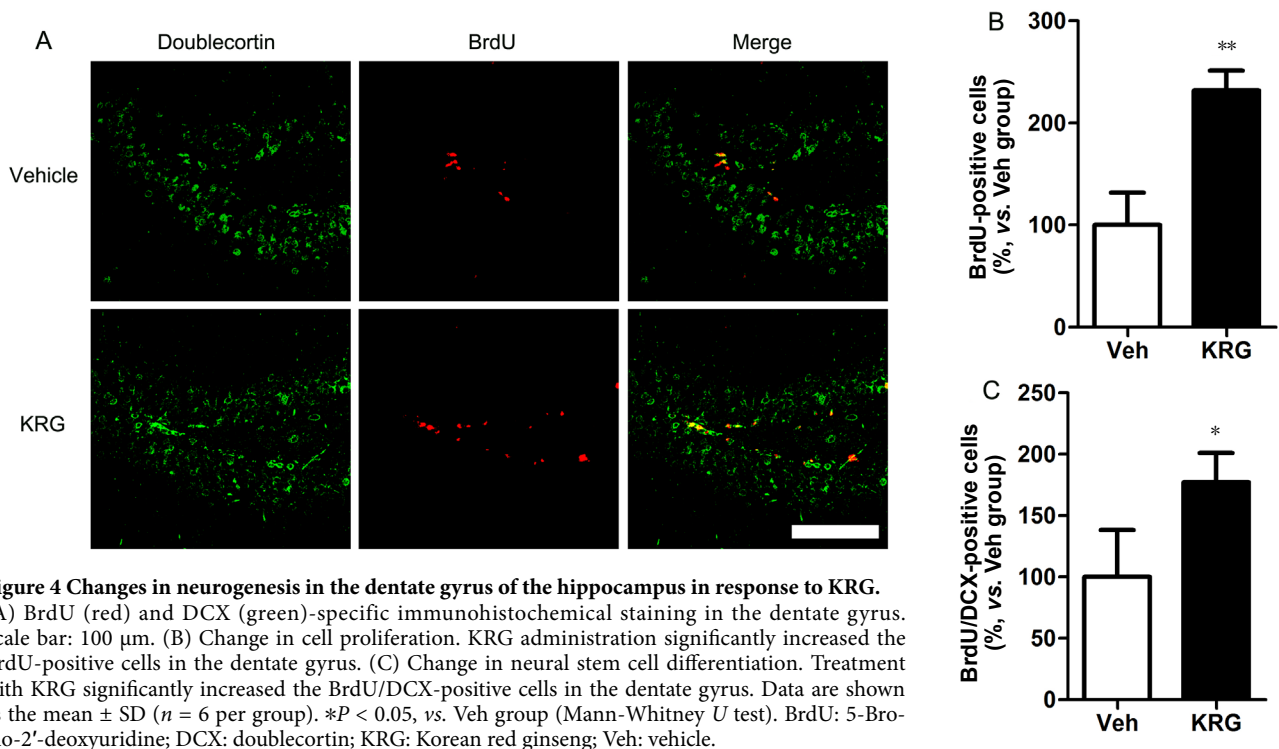 A
Doublecortin BrdU Merge
Vehicle
KRG
B
BrdU-positive cells
(%, vs. Veh group)
300
200
100
0
**
Veh KRG
C
BrdU/DCX-positive cells
(%, vs. Veh group)
250
200
150
100
50
0
*
Veh KRG
igure 4 Changes in neurogenesis in the dentate gyrus of the hippocampus in response to KRG.
A) BrdU (red) and DCX (green)-specific immunohistochemical staining in the dentate gyrus.
cale bar: 100 μm. (B) Change in cell proliferation. KRG administration significantly increased the
rdU-positive cells in the dentate gyrus. (C) Change in neural stem cell differentiation. Treatment
ith KRG significantly increased the BrdU/DCX-positive cells in the dentate gyrus. Data are shown
s the mean ± SD (n = 6 per group). *P < 0.05, vs. Veh group (Mann-Whitney U test). BrdU: 5-Bro-
o-2′-deoxyuridine; DCX: doublecortin; KRG: Korean red ginseng; Veh: vehicle.